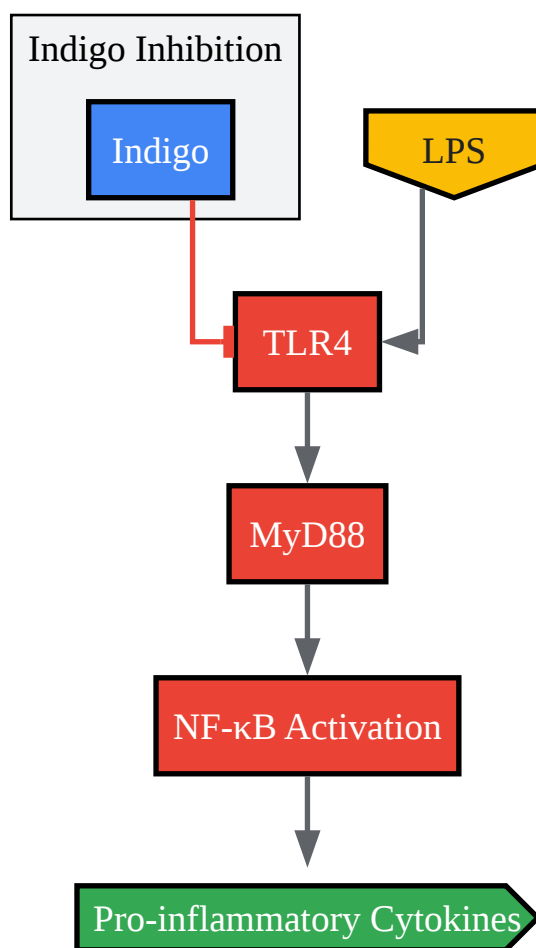 Indigo Inhibition
Indigo
LPS
TLR4
MyD88
NF-κB Activation
Pro-inflammatory Cytokines